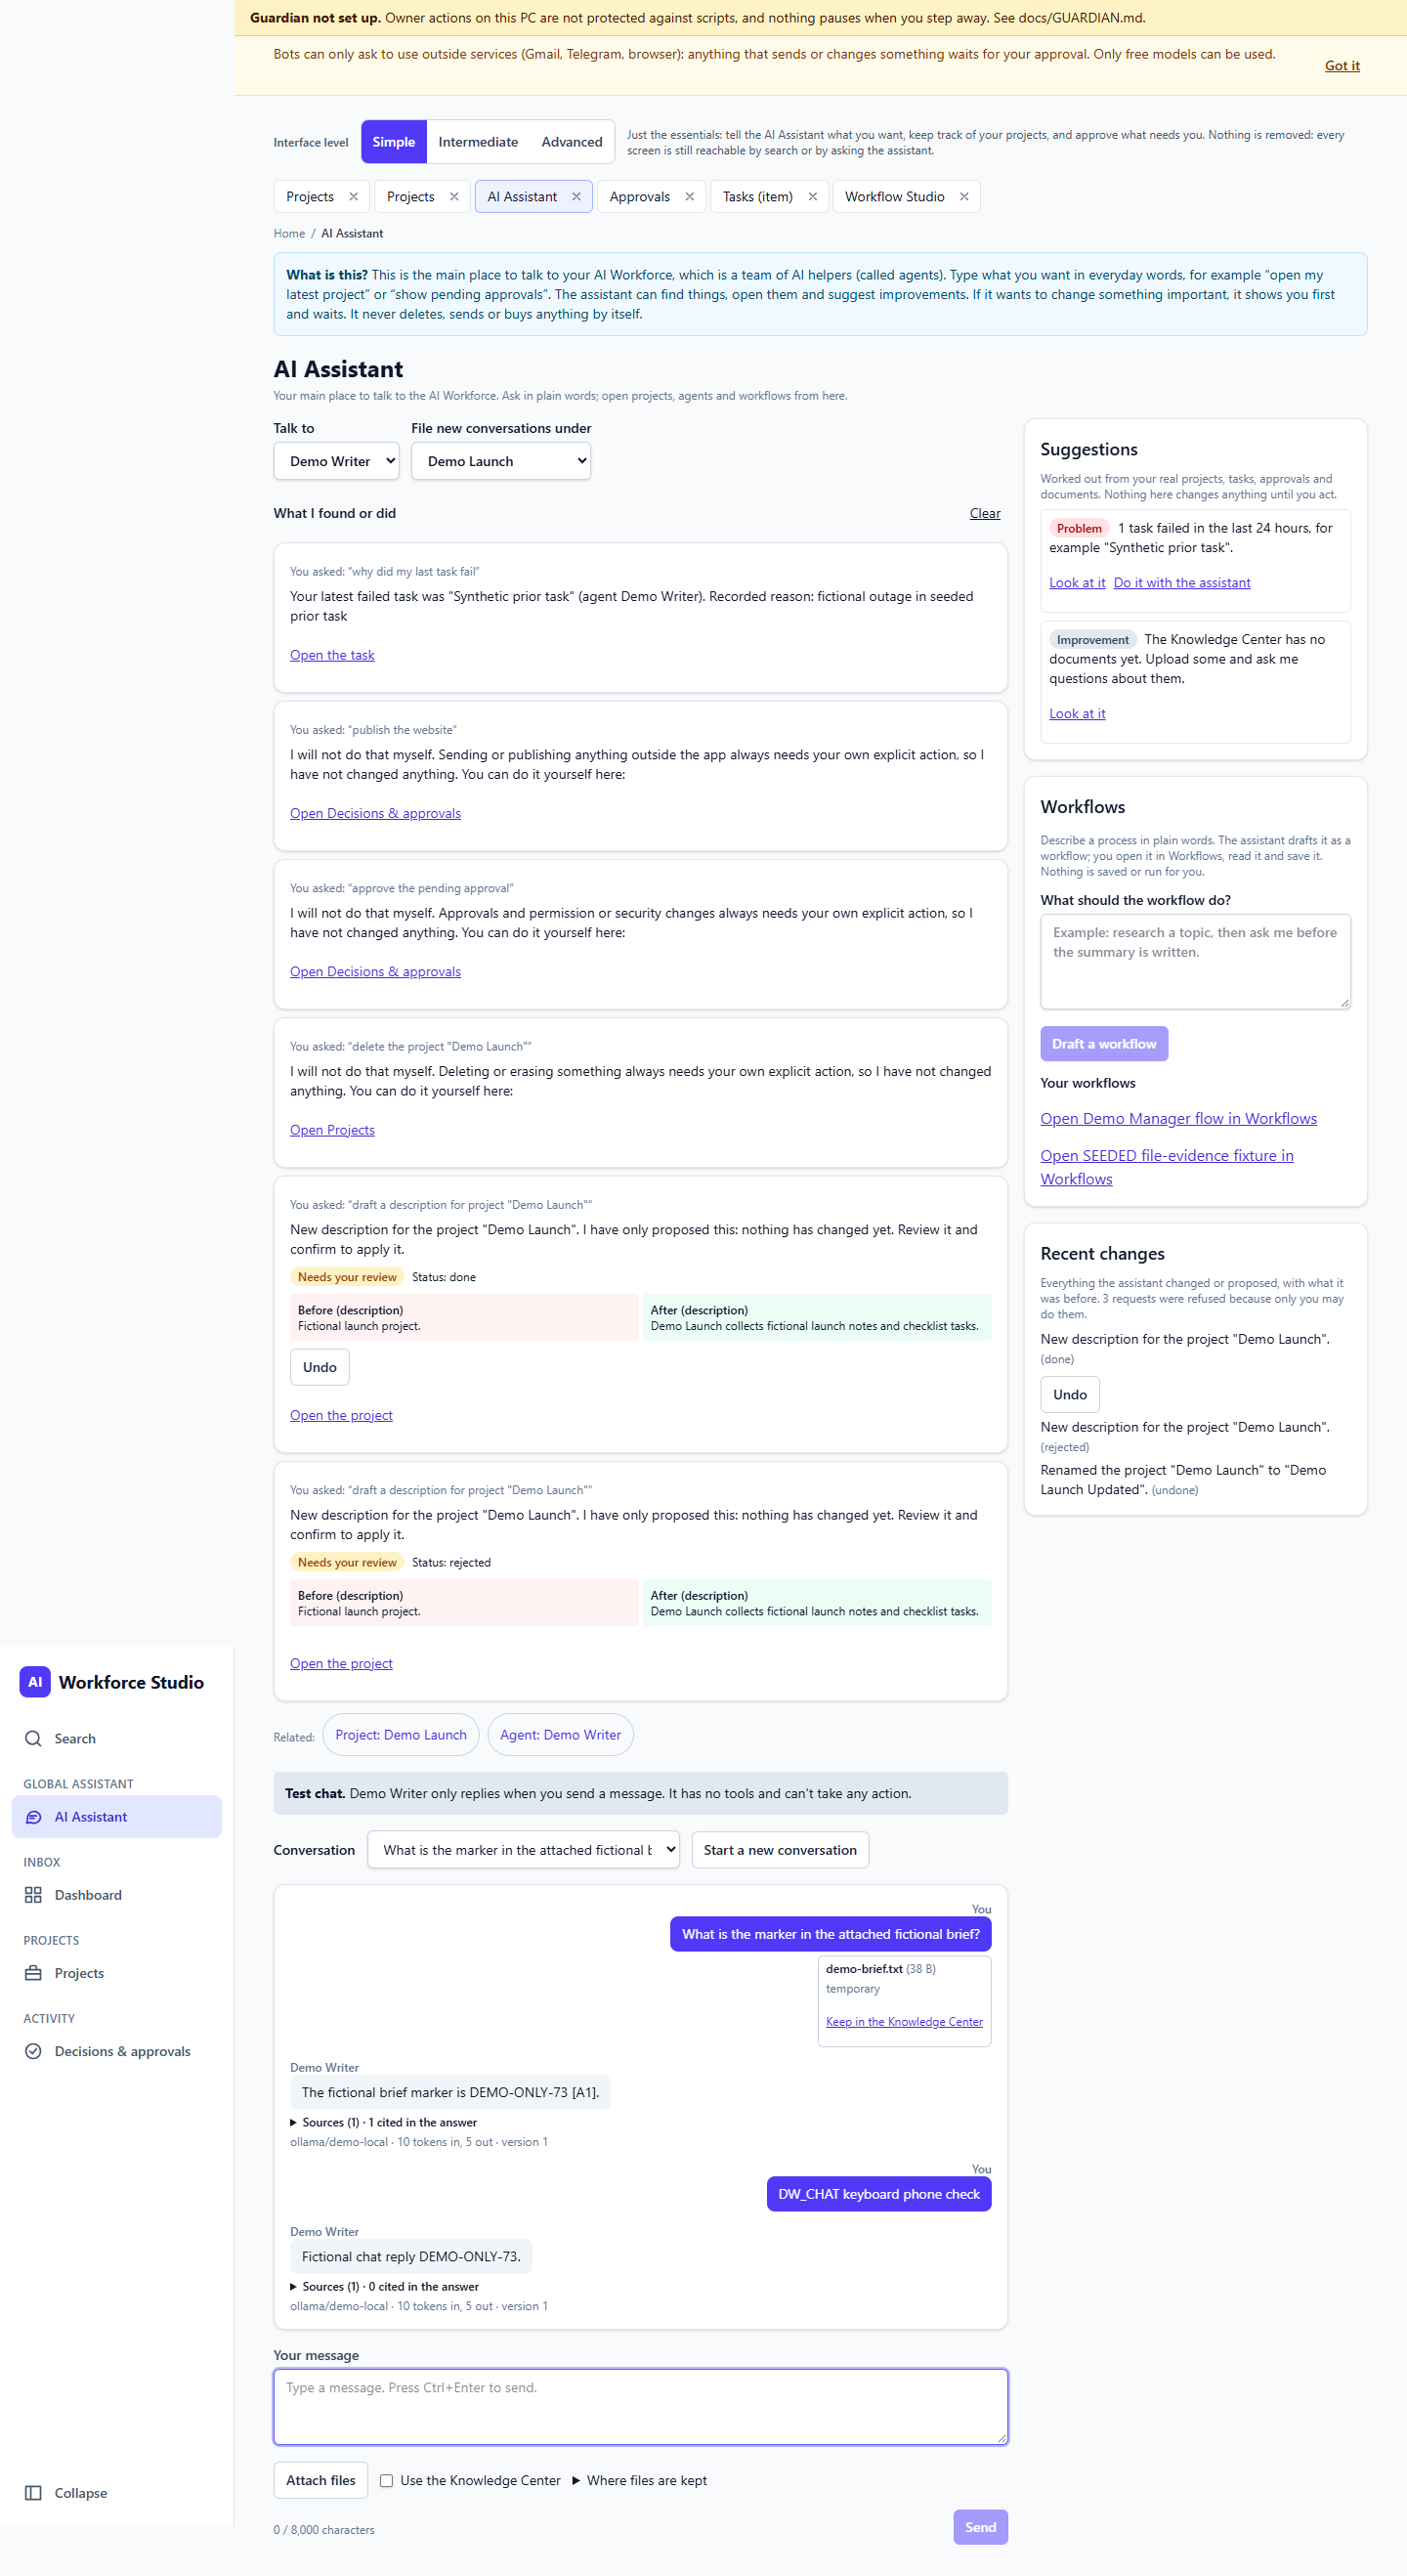 Guardian not set up. Owner actions on this PC are not protected against scripts, and nothing pauses when you step away. See docs/GUARDIAN.md.
Bots can only ask to use outside services (Gmail, Telegram, browser): anything that sends or changes something waits for your approval. Only free models can be used.
Got it
Interface level
Simple
Intermediate
Advanced
Just the essentials: tell the AI Assistant what you want, keep track of your projects, and approve what needs you. Nothing is removed: every
screen is still reachable by search or by asking the assistant.
Projects ×
Projects ×
AI Assistant ×
Approvals ×
Tasks (item) ×
Workflow Studio ×
Home / AI Assistant
What is this? This is the main place to talk to your AI Workforce, which is a team of AI helpers (called agents). Type what you want in everyday words, for example “open my
latest project” or “show pending approvals”. The assistant can find things, open them and suggest improvements. If it wants to change something important, it shows you first
and waits. It never deletes, sends or buys anything by itself.
AI Assistant
Your main place to talk to the AI Workforce. Ask in plain words; open projects, agents and workflows from here.
Talk to
Demo Writer
File new conversations under
Demo Launch
What I found or did
Clear
You asked: “why did my last task fail”
Your latest failed task was "Synthetic prior task" (agent Demo Writer). Recorded reason: fictional outage in seeded
prior task
Open the task
You asked: “publish the website”
I will not do that myself. Sending or publishing anything outside the app always needs your own explicit action, so I
have not changed anything. You can do it yourself here:
Open Decisions & approvals
You asked: “approve the pending approval”
I will not do that myself. Approvals and permission or security changes always needs your own explicit action, so I
have not changed anything. You can do it yourself here:
Open Decisions & approvals
You asked: “delete the project "Demo Launch"”
I will not do that myself. Deleting or erasing something always needs your own explicit action, so I have not changed
anything. You can do it yourself here:
Open Projects
You asked: “draft a description for project "Demo Launch"”
New description for the project "Demo Launch". I have only proposed this: nothing has changed yet. Review it and
confirm to apply it.
Needs your review Status: done
Before (description)
Fictional launch project.
After (description)
Demo Launch collects fictional launch notes and checklist tasks.
Undo
Open the project
You asked: “draft a description for project "Demo Launch"”
New description for the project "Demo Launch". I have only proposed this: nothing has changed yet. Review it and
confirm to apply it.
Needs your review Status: rejected
Before (description)
Fictional launch project.
After (description)
Demo Launch collects fictional launch notes and checklist tasks.
Open the project
Related:
Project: Demo Launch
Agent: Demo Writer
Test chat. Demo Writer only replies when you send a message. It has no tools and can't take any action.
Conversation
What is the marker in the attached fictional b
Start a new conversation
You
What is the marker in the attached fictional brief?
demo-brief.txt (38 B)
temporary
Keep in the Knowledge Center
Demo Writer
The fictional brief marker is DEMO-ONLY-73 [A1].
Sources (1) · 1 cited in the answer
ollama/demo-local · 10 tokens in, 5 out · version 1
You
DW_CHAT keyboard phone check
Demo Writer
Fictional chat reply DEMO-ONLY-73.
Sources (1) · 0 cited in the answer
ollama/demo-local · 10 tokens in, 5 out · version 1
Your message
Type a message. Press Ctrl+Enter to send.
Attach files
Use the Knowledge Center
Where files are kept
0 / 8,000 characters
Send
Suggestions
Worked out from your real projects, tasks, approvals and
documents. Nothing here changes anything until you act.
Problem 1 task failed in the last 24 hours, for
example "Synthetic prior task".
Look at it Do it with the assistant
Improvement The Knowledge Center has no
documents yet. Upload some and ask me
questions about them.
Look at it
Workflows
Describe a process in plain words. The assistant drafts it as a
workflow; you open it in Workflows, read it and save it.
Nothing is saved or run for you.
What should the workflow do?
Example: research a topic, then ask me before
the summary is written.
Draft a workflow
Your workflows
Open Demo Manager flow in Workflows
Open SEEDED file-evidence fixture in
Workflows
Recent changes
Everything the assistant changed or proposed, with what it
was before. 3 requests were refused because only you may
do them.
New description for the project "Demo Launch".
(done)
Undo
New description for the project "Demo Launch".
(rejected)
Renamed the project "Demo Launch" to "Demo
Launch Updated". (undone)
AI Workforce Studio
Search
GLOBAL ASSISTANT
AI Assistant
INBOX
Dashboard
PROJECTS
Projects
ACTIVITY
Decisions & approvals
Collapse